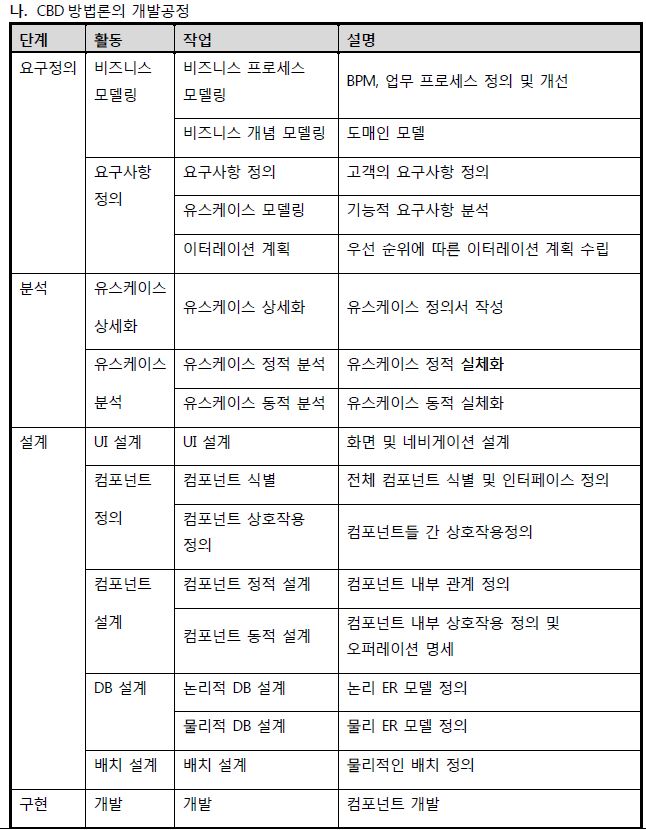 나. CBD 방법론의 개발공정
단계 활동 작업 설명
요구정의 비즈니스 모델링 비즈니스 프로세스 모델링 BPM, 업무 프로세스 정의 및 개선
비즈니스 개념 모델링 도매인 모델
요구사항 정의 요구사항 정의 고객의 요구사항 정의
유스케이스 모델링 기능적 요구사항 분석
이터레이션 계획 우선 순위에 따른 이터레이션 계획 수립
분석 유스케이스 상세화 유스케이스 상세화 유스케이스 정의서 작성
유스케이스 분석 유스케이스 정적 분석 유스케이스 정적 실체화
유스케이스 동적 분석 유스케이스 동적 실체화
설계 UI 설계 UI 설계 화면 및 네비게이션 설계
컴포넌트 정의 컴포넌트 식별 전체 컴포넌트 식별 및 인터페이스 정의
컴포넌트 상호작용 정의 컴포넌트들 간 상호작용정의
컴포넌트 설계 컴포넌트 정적 설계 컴포넌트 내부 관계 정의
컴포넌트 동적 설계 컴포넌트 내부 상호작용 정의 및 오퍼레이션 명세
DB 설계 논리적 DB 설계 논리 ER 모델 정의
물리적 DB 설계 물리 ER 모델 정의
배치 설계 배치 설계 물리적인 배치 정의
구현 개발 개발 컴포넌트 개발